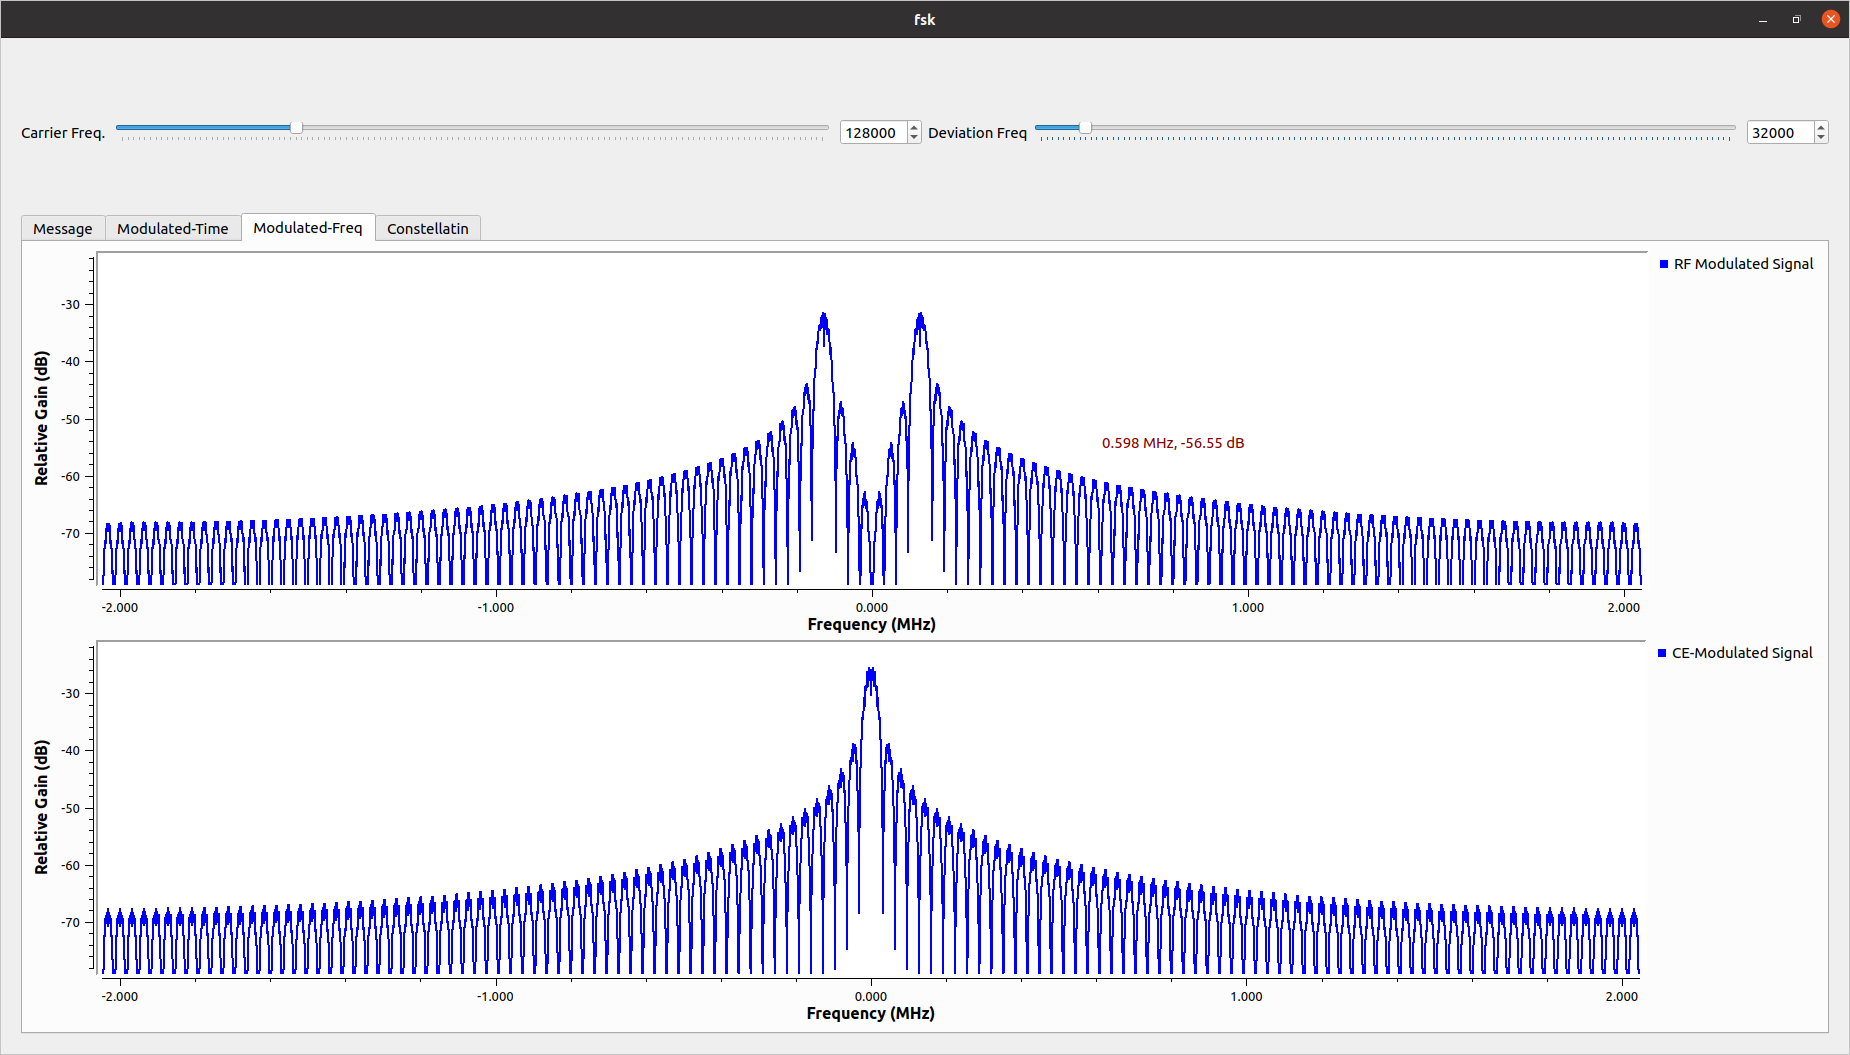 fsk
Carrier Freq. 128000 Deviation Freq 32000
Message Modulated-Time Modulated-Freq Constellatin
RF Modulated Signal
Relative Gain (dB)
-30
-40
-50
-60
-70
0.598 MHz, -56.55 dB
-2.000 -1.000 0.000 1.000 2.000
Frequency (MHz)
CE-Modulated Signal
Relative Gain (dB)
-30
-40
-50
-60
-70
-2.000 -1.000 0.000 1.000 2.000
Frequency (MHz)